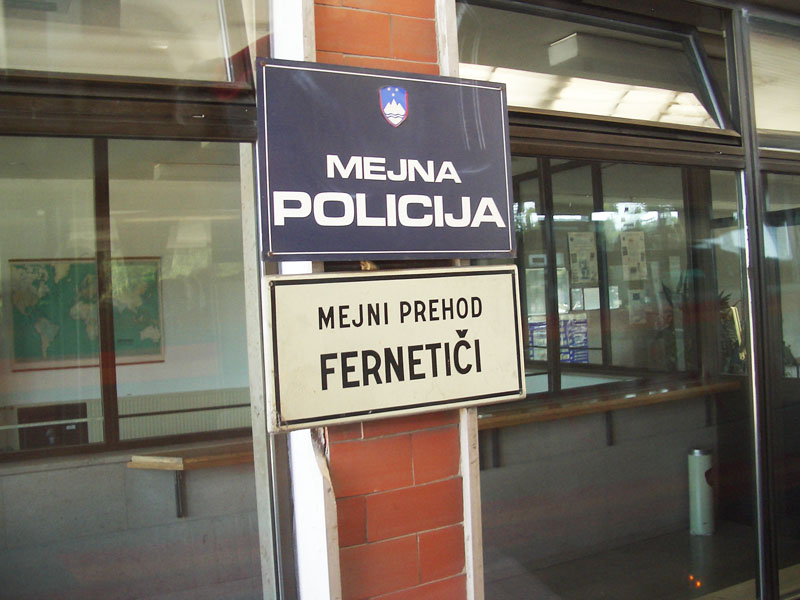 MEJNA
POLICIJA
MEJNI PREHOD
FERNETIČI